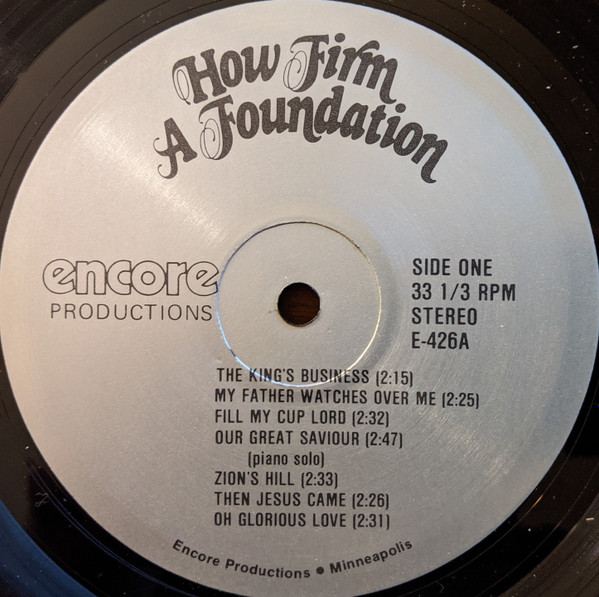 How Firm
A Foundation
encore
PRODUCTIONS
SIDE ONE
33 1/3 RPM
STEREO
E-426A
THE KING'S BUSINESS (2:15)
MY FATHER WATCHES OVER ME (2:25)
FILL MY CUP LORD (2:32)
OUR GREAT SAVIOUR (2:47)
(piano solo)
ZION'S HILL (2:33)
THEN JESUS CAME (2:26)
OH GLORIOUS LOVE (2:31)
Encore Productions ● Minneapolis